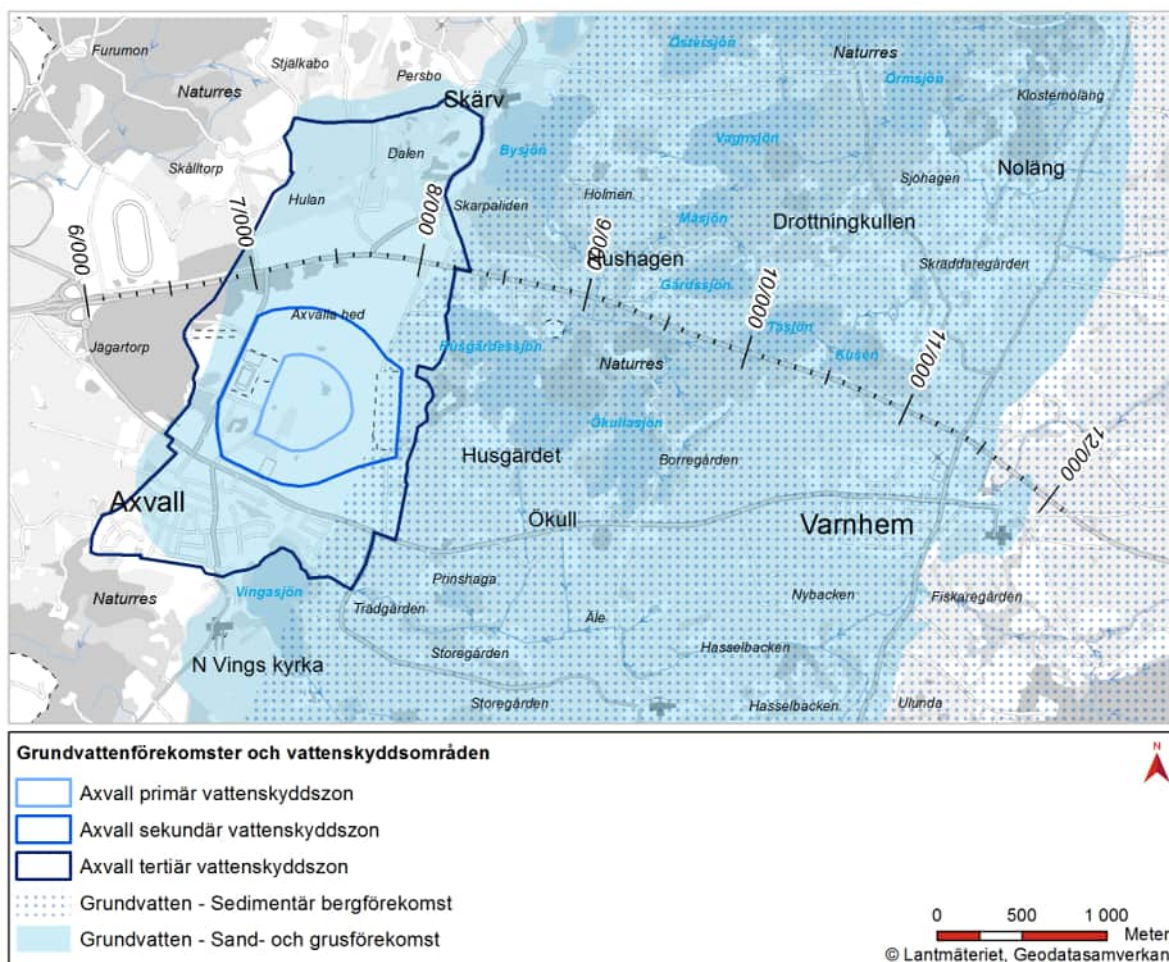 Furumon
Stjälkabo
Persbo
Naturres
Skärv
Östersjön
Naturres
Ormsjön
Klosternoläng
Skålltorp
Dalen
Bysjön
Vagnsjön
Noläng
Hulan
Skarpaliden
Holmen
Sjöhagen
Måsjön
Drottningkullen
6/000
7/000
8/000
9/000
Rushagen
Skräddaregården
Gårdssjön
10/000
Axvalla hed
Tåsjön
Jägartorp
Husgärdessjön
Naturres
Kusen
11/000
Ökullasjön
12/000
Husgärdet
Borregården
Axvall
Ökull
Varnhem
Prinshaga
Naturres
Vingasjön
Trädgården
Nybacken
Fiskaregården
Åle
Storegården
Hasselbacken
N Vings kyrka
Storegården
Hasselbacken
Ulunda
Grundvattenförekomster och vattenskyddsområden
Axvall primär vattenskyddszon
Axvall sekundär vattenskyddszon
Axvall tertiär vattenskyddszon
Grundvatten - Sedimentär bergförekomst
Grundvatten - Sand- och grusförekomst
N
0 500 1 000
Meter
© Lantmäteriet, Geodatasamverkan